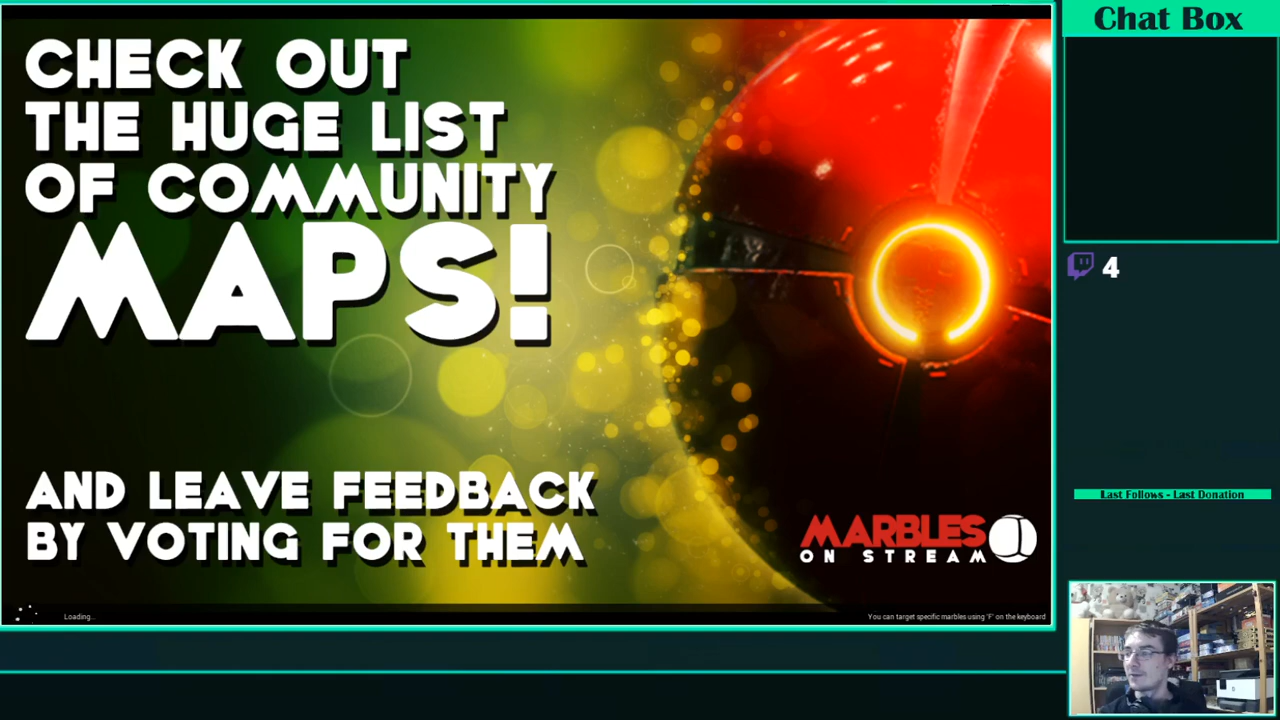 CHECK OUT
THE HUGE LIST
OF COMMUNITY
MAPS!
AND LEAVE FEEDBACK
BY VOTING FOR THEM
MARBLES
ON STREAM
Loading...
You can target specific marbles using 'F' on the keyboard
Chat Box
4
Last Follows - Last Donation